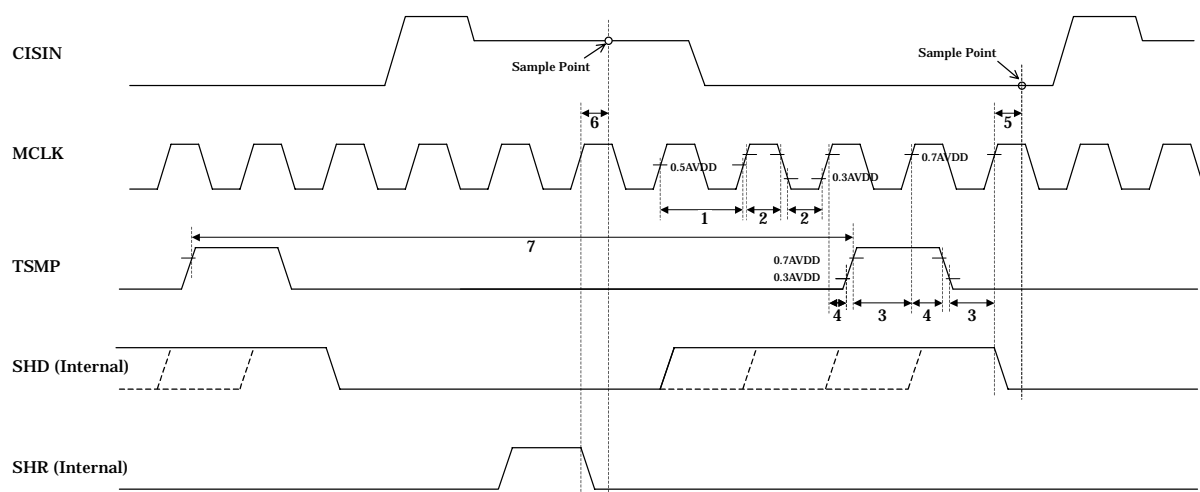 CISIN
Sample Point
Sample Point
6
5
MCLK
0.5AVDD
0.3AVDD
0.7AVDD
1
2
2
7
TSMP
0.7AVDD
0.3AVDD
4
3
4
3
SHD (Internal)
SHR (Internal)